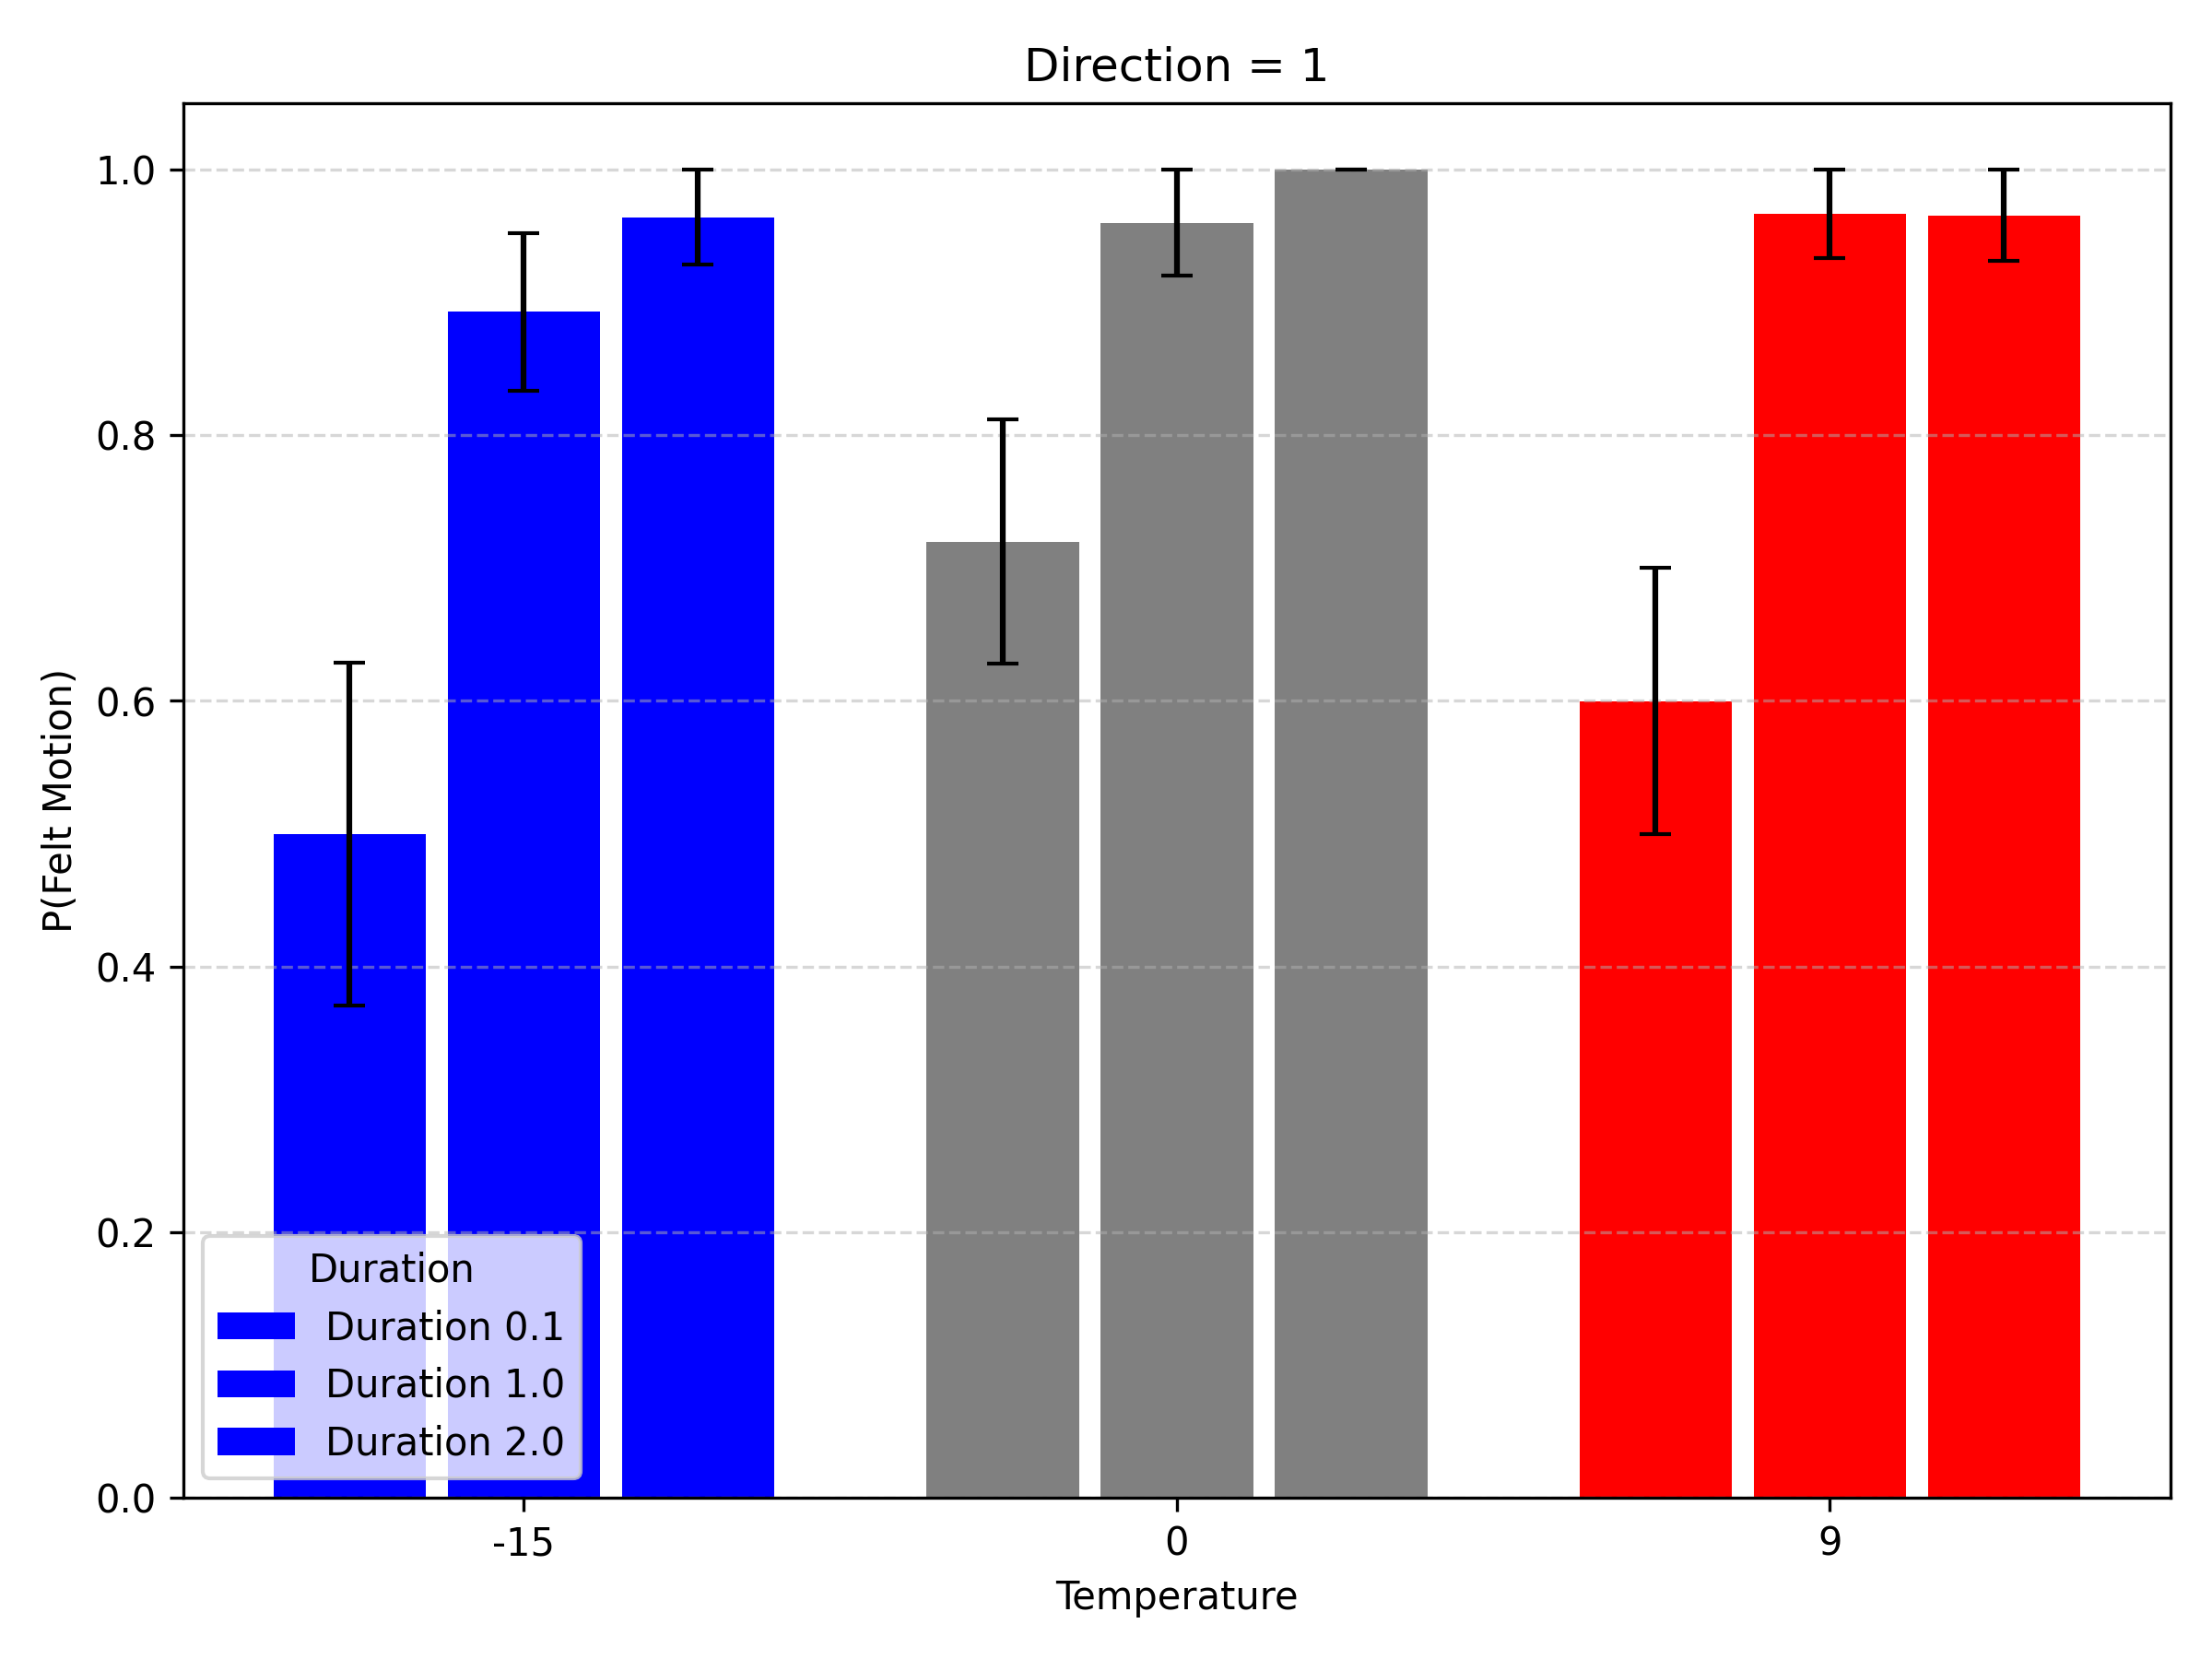 Direction = 1
P(Felt Motion)
1.0
0.8
0.6
0.4
0.2
0.0
Duration
Duration 0.1
Duration 1.0
Duration 2.0
-15
0
9
Temperature